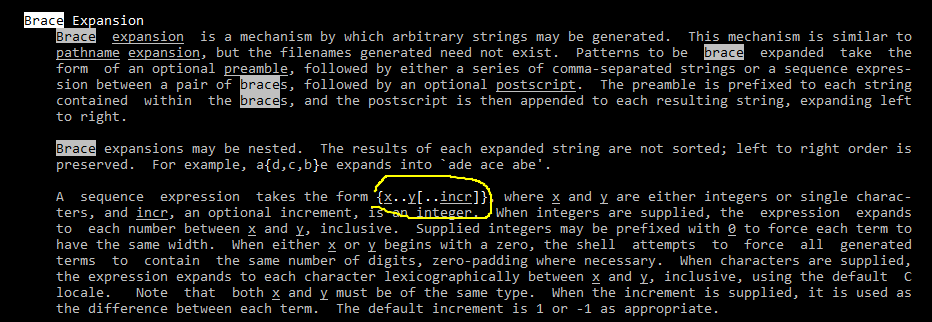 Brace Expansion
Brace expansion is a mechanism by which arbitrary strings may be generated. This mechanism is similar to
pathname expansion, but the filenames generated need not exist. Patterns to be brace expanded take the
form of an optional preamble, followed by either a series of comma-separated strings or a sequence expres-
sion between a pair of braces, followed by an optional postscript. The preamble is prefixed to each string
contained within the braces, and the postscript is then appended to each resulting string, expanding left
to right.
Brace expansions may be nested. The results of each expanded string are not sorted; left to right order is
preserved. For example, a{d,c,b}e expands into `ade ace abe'.
A sequence expression takes the form {x..y[..incr]}, where x and y are either integers or single charac-
ters, and incr, an optional increment, is an integer. When integers are supplied, the expression expands
to each number between x and y, inclusive. Supplied integers may be prefixed with 0 to force each term to
have the same width. When either x or y begins with a zero, the shell attempts to force all generated
terms to contain the same number of digits, zero-padding where necessary. When characters are supplied,
the expression expands to each character lexicographically between x and y, inclusive, using the default C
locale. Note that both x and y must be of the same type. When the increment is supplied, it is used as
the difference between each term. The default increment is 1 or -1 as appropriate.